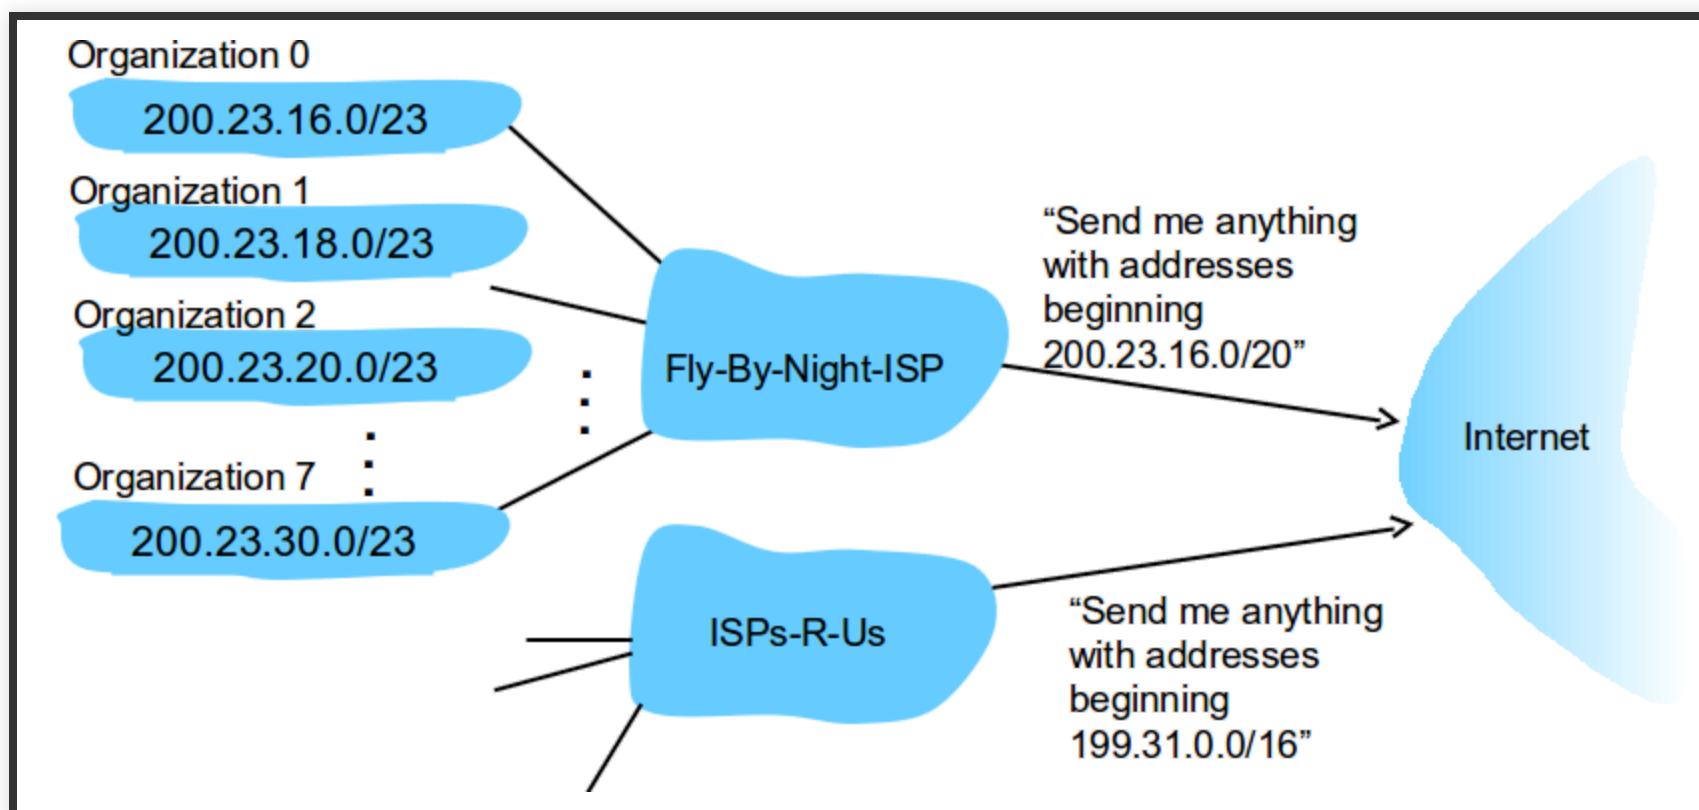 Organization 0
200.23.16.0/23
Organization 1
200.23.18.0/23
Organization 2
200.23.20.0/23
Organization 7
200.23.30.0/23
Fly-By-Night-ISP
“Send me anything
with addresses
beginning
200.23.16.0/20”
Internet
ISPs-R-Us
“Send me anything
with addresses
beginning
199.31.0.0/16”